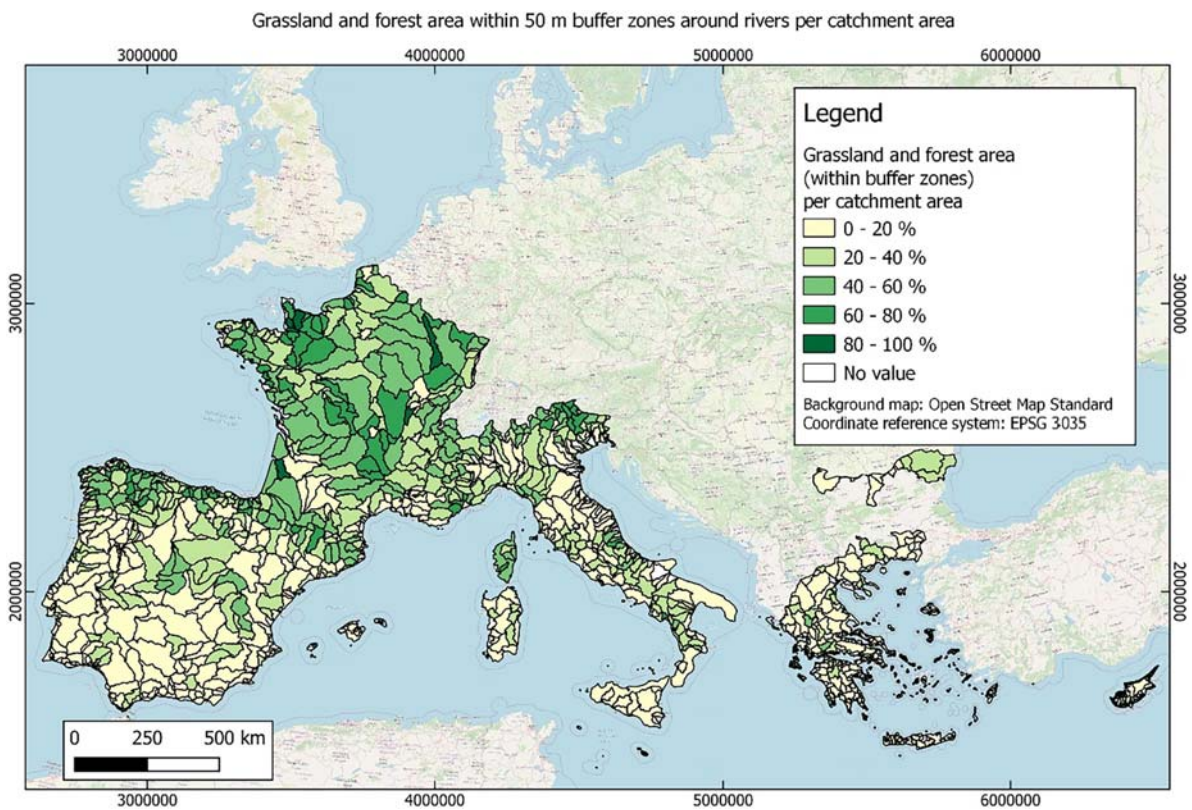 Grassland and forest area within 50 m buffer zones around rivers per catchment area
3000000 4000000 5000000 6000000
Legend
Grassland and forest area
(within buffer zones)
per catchment area
0 - 20 %
20 - 40 %
40 - 60 %
60 - 80 %
80 - 100 %
No value
Background map: Open Street Map Standard
Coordinate reference system: EPSG 3035
3000000
3000000
2000000
2000000
0 250 500 km
3000000 4000000 5000000 6000000